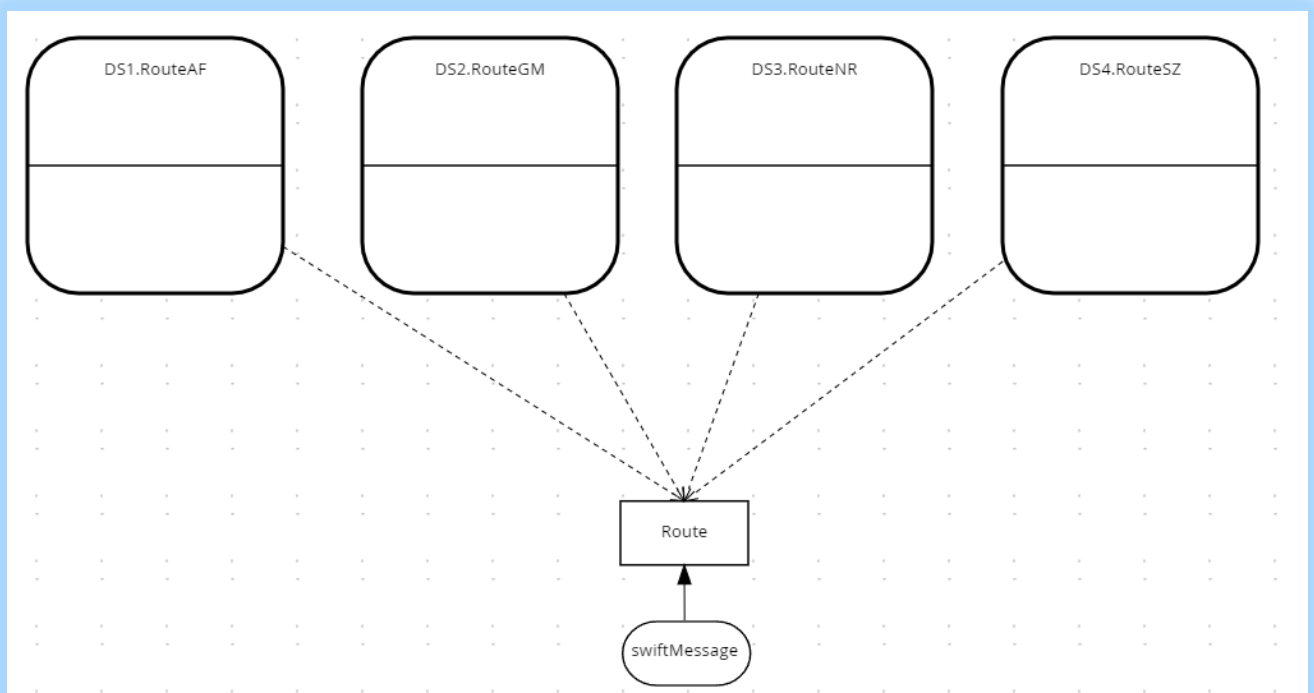 DS1.RouteAF
DS2.RouteGM
DS3.RouteNR
DS4.RouteSZ
Route
swiftMessage